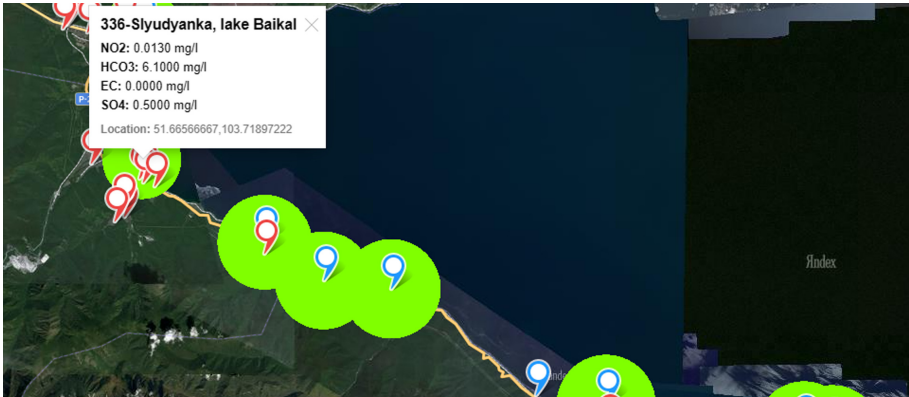 336-Slyudyanka, lake Baikal
NO2: 0.0130 mg/l
HCO3: 6.1000 mg/l
EC: 0.0000 mg/l
SO4: 0.5000 mg/l
Location: 51.66566667,103.71897222
Яndex